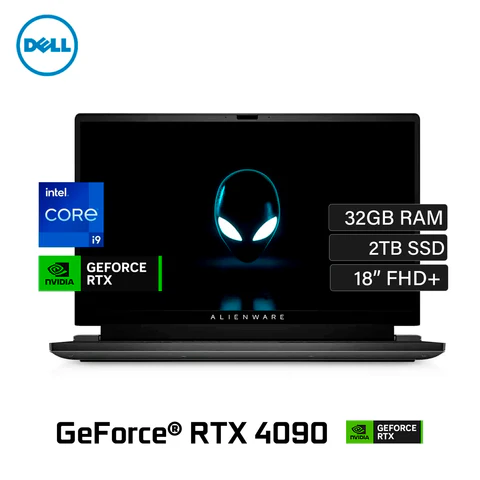 DELL
intel
CORE
i9
NVIDIA
GEFORCE
RTX
32GB RAM
2TB SSD
18” FHD+
ALIENWARE
GeForce® RTX 4090
NVIDIA
GEFORCE
RTX